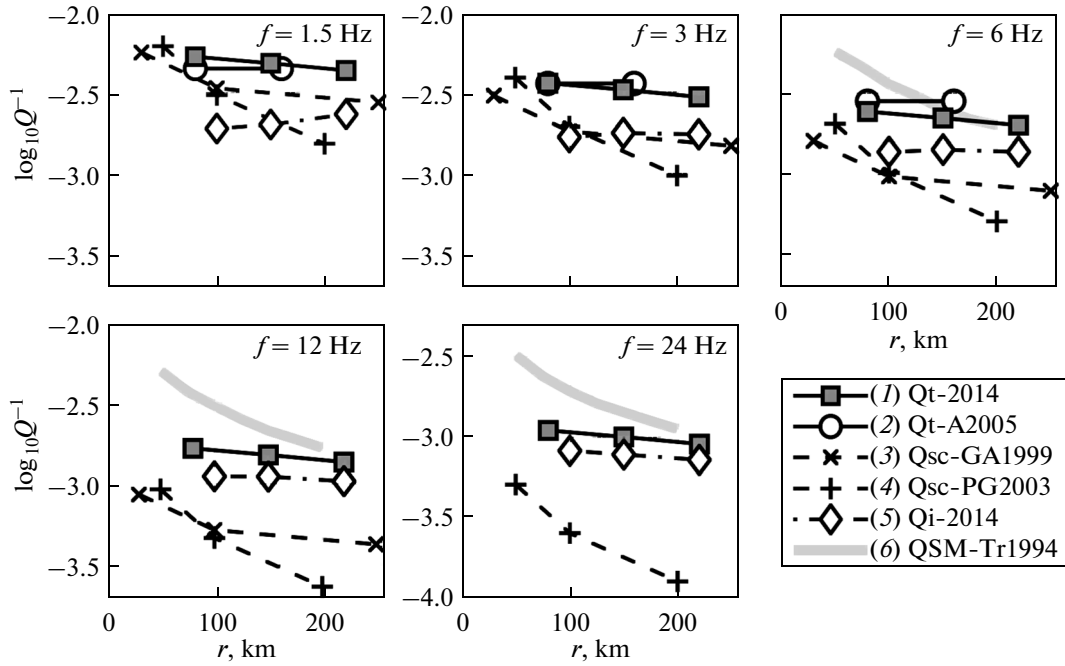 −2.0
−2.5
−3.0
−3.5
log₁₀Q⁻¹
f = 1.5 Hz
f = 3 Hz
f = 6 Hz
0
100
200
r, km
−2.0
−2.5
−3.0
−3.5
log₁₀Q⁻¹
f = 12 Hz
0
100
200
r, km
−2.5
−3.0
−3.5
−4.0
f = 24 Hz
0
100
200
r, km
−2.0
−2.5
−3.0
−3.5
(1) Qt-2014
(2) Qt-A2005
(3) Qsc-GA1999
(4) Qsc-PG2003
(5) Qi-2014
(6) QSM-Tr1994